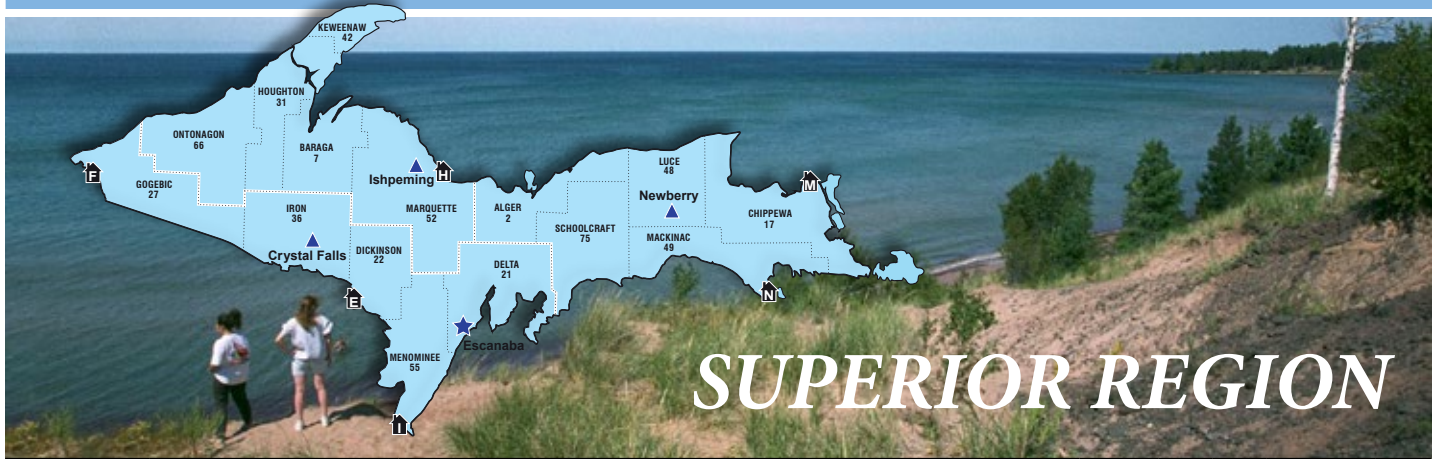 KEWEENAW
42
HOUGHTON
31
ONTONAGON
66
BARAGA
7
F
GOGEBIC
27
Ishpeming
H
IRON
36
MARQUETTE
52
ALGER
2
LUCE
48
Newberry
M
CHIPPEWA
17
SCHOOLCRAFT
75
MACKINAC
49
Crystal Falls
DICKINSON
22
DELTA
21
E
N
Escanaba
MENOMINEE
55
I
SUPERIOR REGION